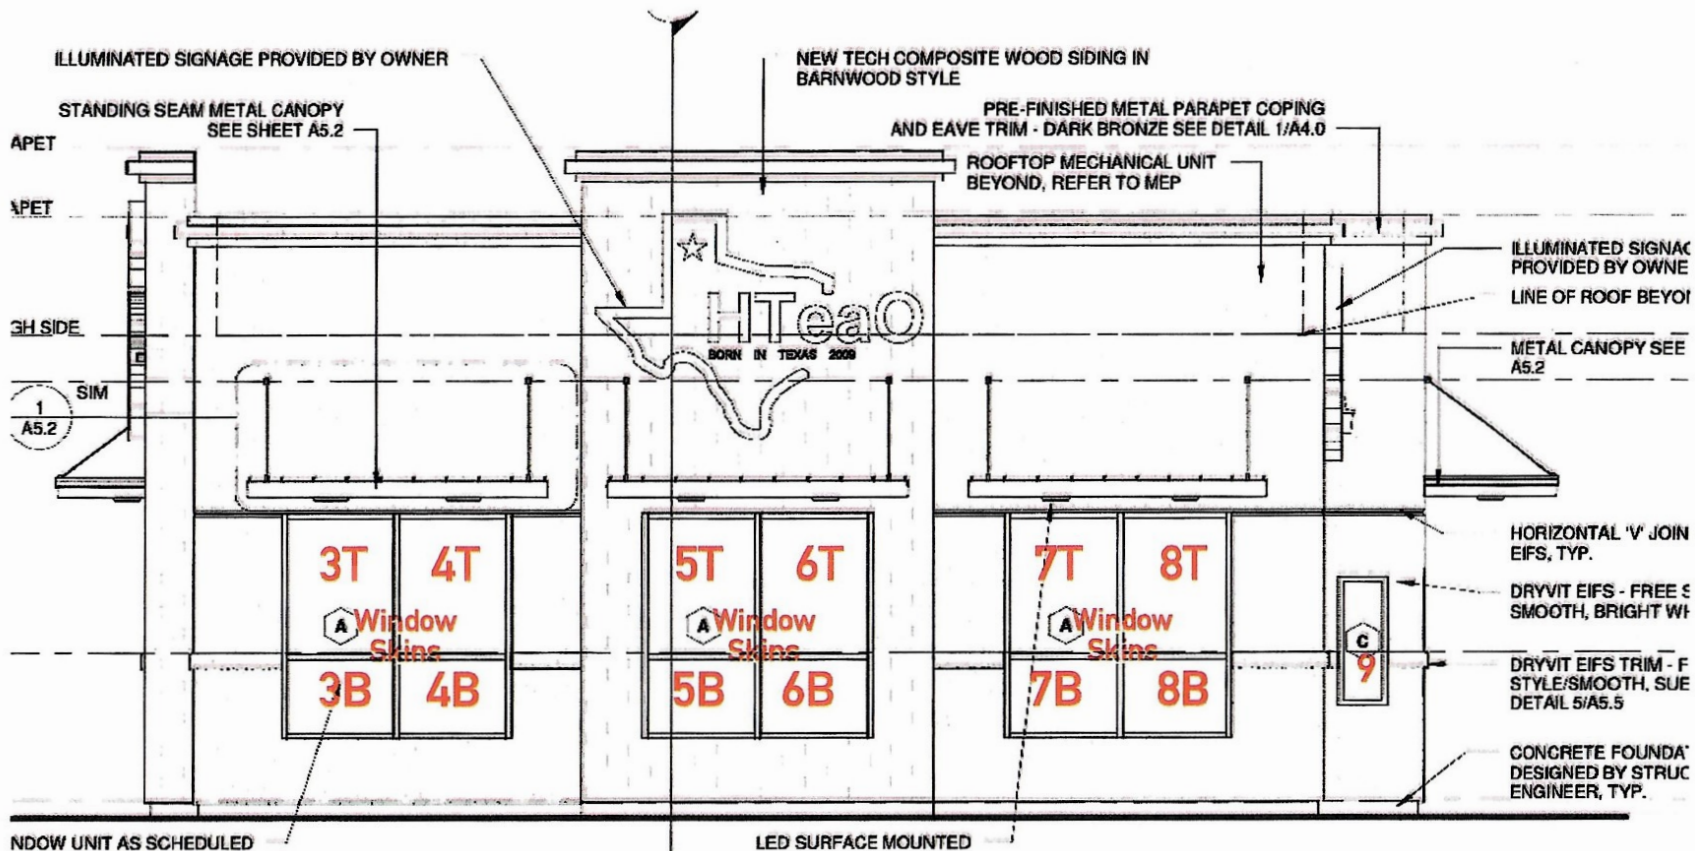 ILLUMINATED SIGNAGE PROVIDED BY OWNER
NEW TECH COMPOSITE WOOD SIDING IN
BARNWOOD STYLE
STANDING SEAM METAL CANOPY
SEE SHEET A5.2
PRE-FINISHED METAL PARAPET COPING
AND EAVE TRIM - DARK BRONZE SEE DETAIL 1/A4.0
APET
ROOFTOP MECHANICAL UNIT
BEYOND, REFER TO MEP
APET
ILLUMINATED SIGNAG
PROVIDED BY OWNE
LINE OF ROOF BEYON
HTeaO
BORN IN TEXAS 2009
GH SIDE
METAL CANOPY SEE
A5.2
SIM
1
A5.2
HORIZONTAL 'V' JOIN
EIFS, TYP.
3T 4T 5T 6T 7T 8T
DRYVIT EIFS - FREE S
SMOOTH, BRIGHT WH
A Window
Skins
A Window
Skins
A Window
Skins
C
9
3B 4B 5B 6B 7B 8B
DRYVIT EIFS TRIM - F
STYLE/SMOOTH, SUE
DETAIL 5/A5.5
CONCRETE FOUNDAT
DESIGNED BY STRUC
ENGINEER, TYP.
NDOW UNIT AS SCHEDULED
LED SURFACE MOUNTED